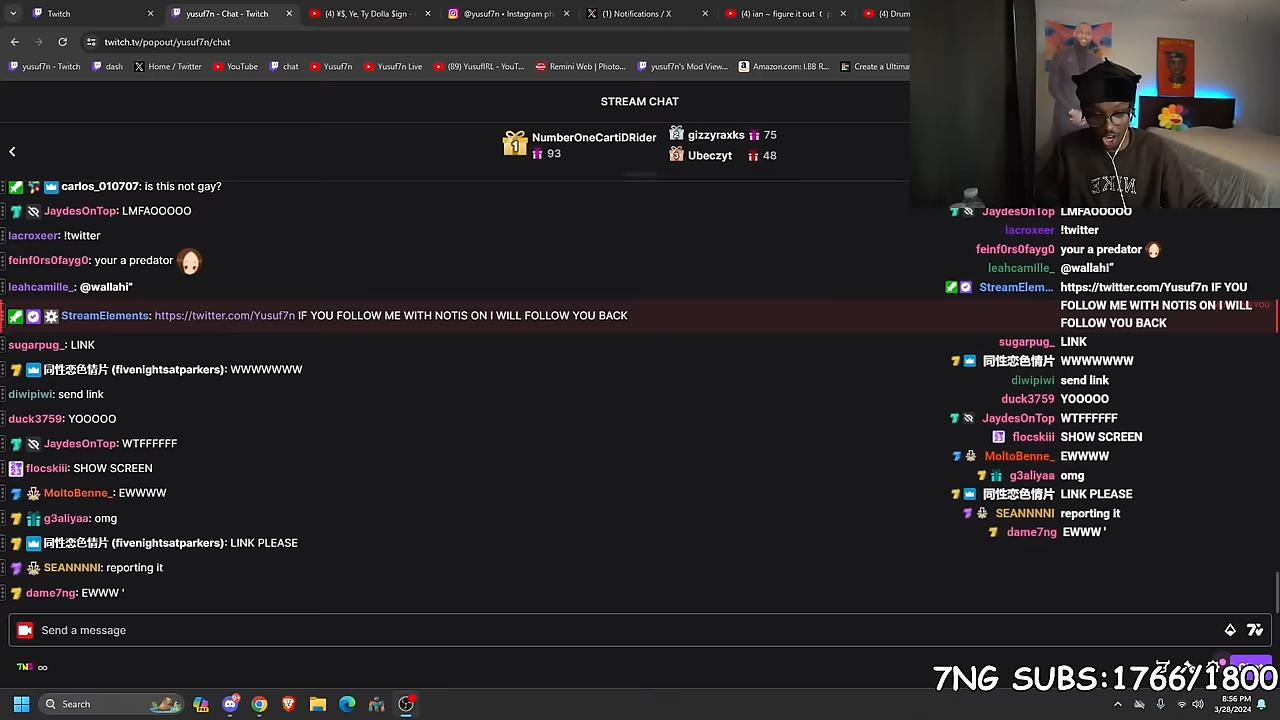 Twitch
yusuf7n - Chat - Twitch
(4) ¥$, Ye, Ty Dolla $ign -
@yusuf7n • Instagram ph
(1) Notifications / X
(4) ian ~ figure it out
(4) Drum
twitch.tv/popout/yusuf7n/chat
yusuf7n - Twitch
dash
Home / Twitter
YouTube
chat
Yusuf7n
Yusuf7n Live
(89) YusufIRL - YouT...
Remini Web | Photo...
yusuf7n's Mod View...
Amazon.com: LBB R...
Create a Ultima
STREAM CHAT
1 NumberOneCartiDRider
93
2 gizzyraxks 75
3 Ubeczyt 48
carlos_010707: is this not gay?
JaydesOnTop: LMFAOOOOO
lacroxeer: !twitter
feinf0rs0fayg0: your a predator
leahcamille_: @wallahi"
StreamElements: https://twitter.com/Yusuf7n IF YOU FOLLOW ME WITH NOTIS ON I WILL FOLLOW YOU BACK
sugarpug_: LINK
同性恋色情片 (fivenightsatparkers): WWWWWWW
diwipiwi: send link
duck3759: YOOOOO
JaydesOnTop: WTFFFFFF
flocskiii: SHOW SCREEN
MoltoBenne_: EWWWW
g3aliyaa: omg
同性恋色情片 (fivenightsatparkers): LINK PLEASE
SEANNNNI: reporting it
dame7ng: EWWW '
Send a message
7NG ∞
NIKE
JaydesOnTop LMFAOOOOO
lacroxeer !twitter
feinf0rs0fayg0 your a predator
leahcamille_ @wallahi"
StreamElem... https://twitter.com/Yusuf7n IF YOU
FOLLOW ME WITH NOTIS ON I WILL
FOLLOW YOU BACK
sugarpug_ LINK
同性恋色情片 WWWWWWW
diwipiwi send link
duck3759 YOOOOO
JaydesOnTop WTFFFFFF
flocskiii SHOW SCREEN
MoltoBenne_ EWWWW
g3aliyaa omg
同性恋色情片 LINK PLEASE
SEANNNNI reporting it
dame7ng EWWW '
7NG SUBS:1766/1800
Search
8:56 PM
3/28/2024